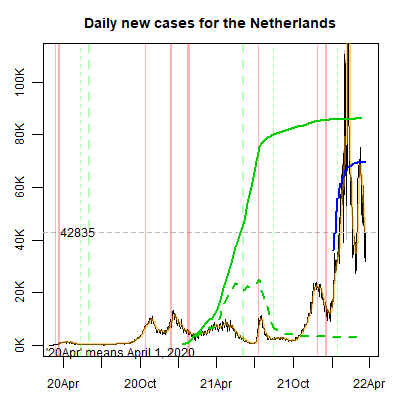 Daily new cases for the Netherlands
100K
80K
60K
40K
20K
0K
42835
'20Apr' means April 1, 2020
20Apr
20Oct
21Apr
21Oct
22Apr